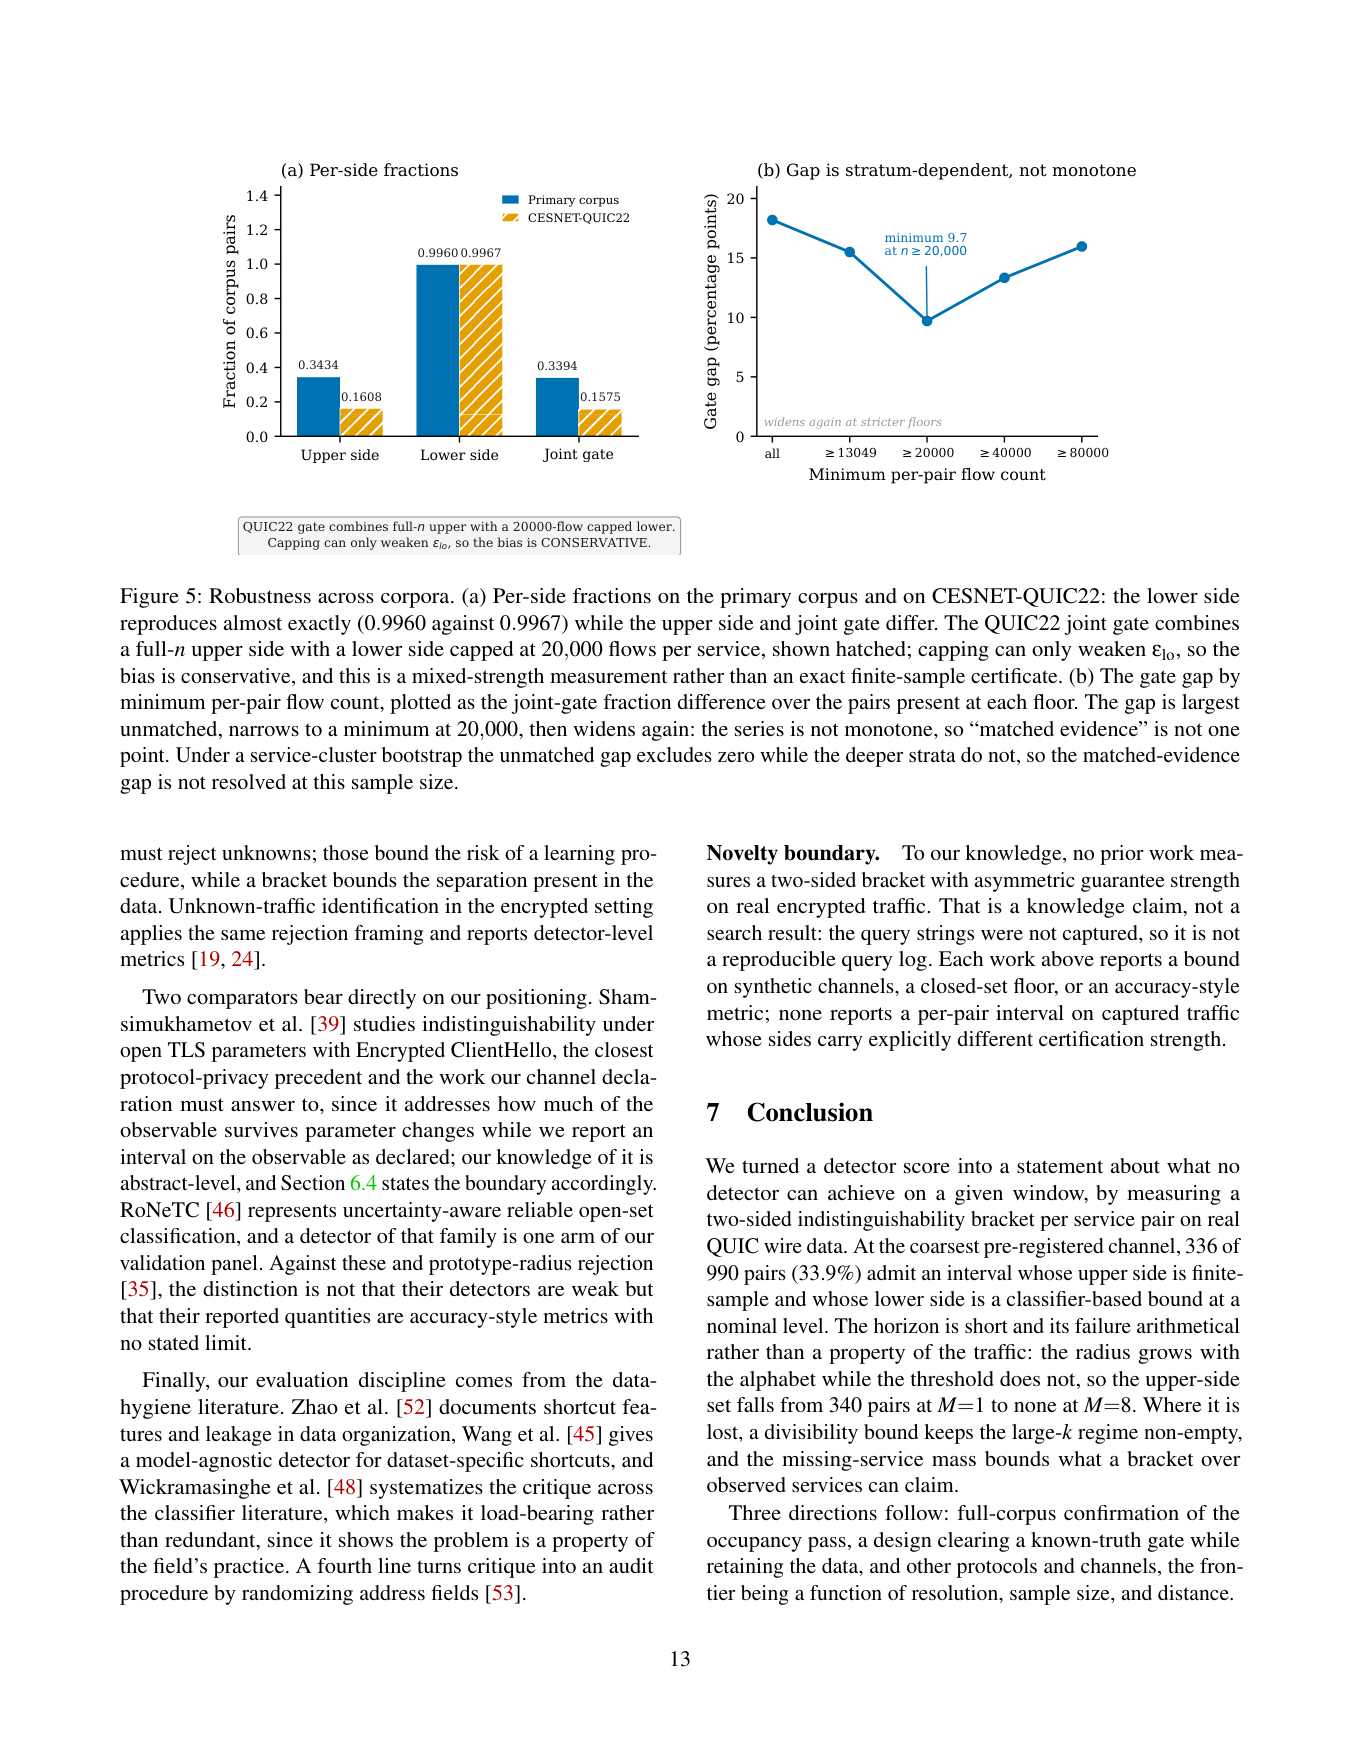 (a) Per-side fractions
Fraction of corpus pairs
1.4
1.2
1.0
0.8
0.6
0.4
0.2
0.0
Primary corpus
CESNET-QUIC22
0.3434
0.1608
0.9960
0.9967
0.3394
0.1575
Upper side
Lower side
Joint gate
QUIC22 gate combines full-n upper with a 20000-flow capped lower.
Capping can only weaken ε_lo, so the bias is CONSERVATIVE.
(b) Gap is stratum-dependent, not monotone
Gate gap (percentage points)
20
15
10
5
0
minimum 9.7
at n ≥ 20,000
widens again at stricter floors
all
≥ 13049
≥ 20000
≥ 40000
≥ 80000
Minimum per-pair flow count
Figure 5: Robustness across corpora. (a) Per-side fractions on the primary corpus and on CESNET-QUIC22: the lower side
reproduces almost exactly (0.9960 against 0.9967) while the upper side and joint gate differ. The QUIC22 joint gate combines
a full-n upper side with a lower side capped at 20,000 flows per service, shown hatched; capping can only weaken ε_lo, so the
bias is conservative, and this is a mixed-strength measurement rather than an exact finite-sample certificate. (b) The gate gap by
minimum per-pair flow count, plotted as the joint-gate fraction difference over the pairs present at each floor. The gap is largest
unmatched, narrows to a minimum at 20,000, then widens again: the series is not monotone, so “matched evidence” is not one
point. Under a service-cluster bootstrap the unmatched gap excludes zero while the deeper strata do not, so the matched-evidence
gap is not resolved at this sample size.
must reject unknowns; those bound the risk of a learning pro-
cedure, while a bracket bounds the separation present in the
data. Unknown-traffic identification in the encrypted setting
applies the same rejection framing and reports detector-level
metrics [19, 24].
Two comparators bear directly on our positioning. Sham-
simukhametov et al. [39] studies indistinguishability under
open TLS parameters with Encrypted ClientHello, the closest
protocol-privacy precedent and the work our channel decla-
ration must answer to, since it addresses how much of the
observable survives parameter changes while we report an
interval on the observable as declared; our knowledge of it is
abstract-level, and Section 6.4 states the boundary accordingly.
RoNeTC [46] represents uncertainty-aware reliable open-set
classification, and a detector of that family is one arm of our
validation panel. Against these and prototype-radius rejection
[35], the distinction is not that their detectors are weak but
that their reported quantities are accuracy-style metrics with
no stated limit.
Finally, our evaluation discipline comes from the data-
hygiene literature. Zhao et al. [52] documents shortcut fea-
tures and leakage in data organization, Wang et al. [45] gives
a model-agnostic detector for dataset-specific shortcuts, and
Wickramasinghe et al. [48] systematizes the critique across
the classifier literature, which makes it load-bearing rather
than redundant, since it shows the problem is a property of
the field’s practice. A fourth line turns critique into an audit
procedure by randomizing address fields [53].
Novelty boundary. To our knowledge, no prior work mea-
sures a two-sided bracket with asymmetric guarantee strength
on real encrypted traffic. That is a knowledge claim, not a
search result: the query strings were not captured, so it is not
a reproducible query log. Each work above reports a bound
on synthetic channels, a closed-set floor, or an accuracy-style
metric; none reports a per-pair interval on captured traffic
whose sides carry explicitly different certification strength.
7 Conclusion
We turned a detector score into a statement about what no
detector can achieve on a given window, by measuring a
two-sided indistinguishability bracket per service pair on real
QUIC wire data. At the coarsest pre-registered channel, 336 of
990 pairs (33.9%) admit an interval whose upper side is finite-
sample and whose lower side is a classifier-based bound at a
nominal level. The horizon is short and its failure arithmetical
rather than a property of the traffic: the radius grows with
the alphabet while the threshold does not, so the upper-side
set falls from 340 pairs at M=1 to none at M=8. Where it is
lost, a divisibility bound keeps the large-k regime non-empty,
and the missing-service mass bounds what a bracket over
observed services can claim.
Three directions follow: full-corpus confirmation of the
occupancy pass, a design clearing a known-truth gate while
retaining the data, and other protocols and channels, the fron-
tier being a function of resolution, sample size, and distance.
13